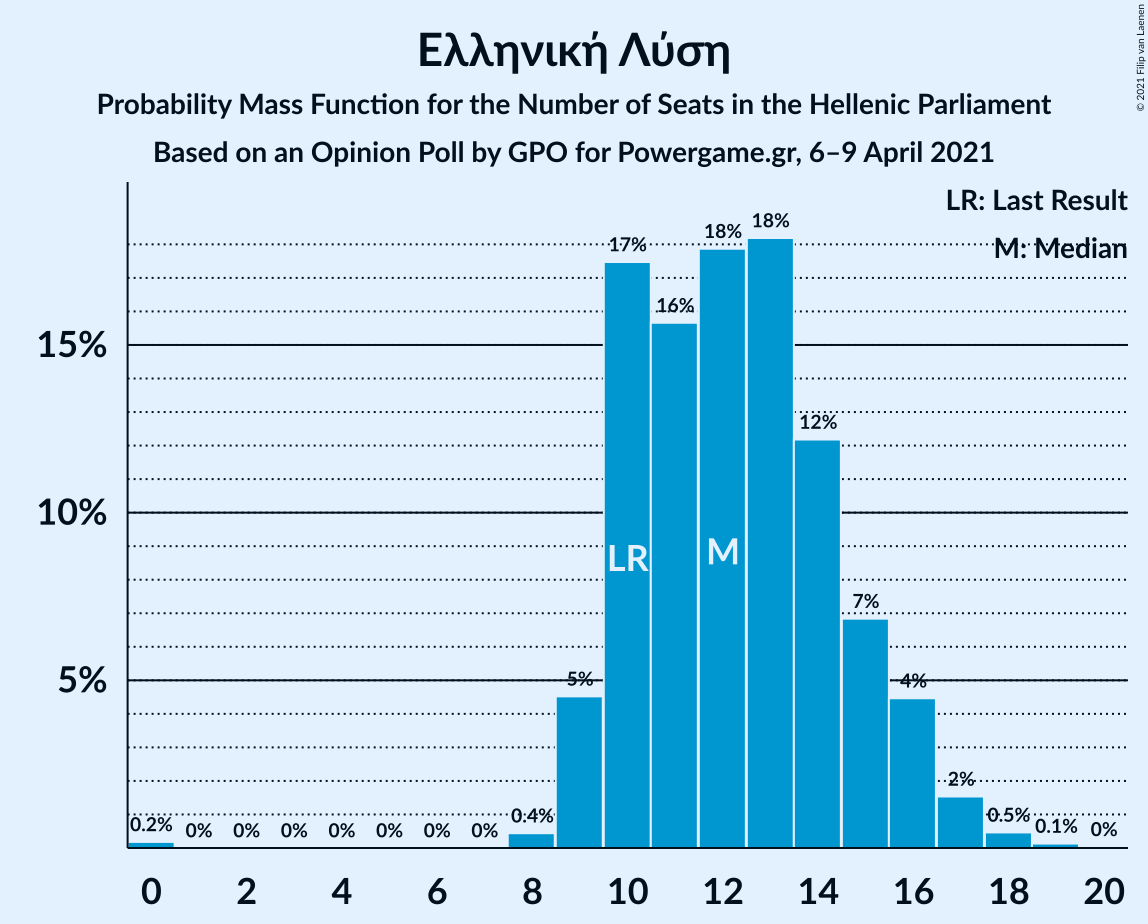 Ελληνική Λύση
Probability Mass Function for the Number of Seats in the Hellenic Parliament
Based on an Opinion Poll by GPO for Powergame.gr, 6–9 April 2021
© 2021 Filip van Laenen
LR: Last Result
M: Median
15%
10%
5%
0.2%
0%
0%
0%
0%
0%
0%
0%
0.4%
5%
17%
16%
18%
18%
12%
7%
4%
2%
0.5%
0.1%
0%
LR
M
0 2 4 6 8 10 12 14 16 18 20